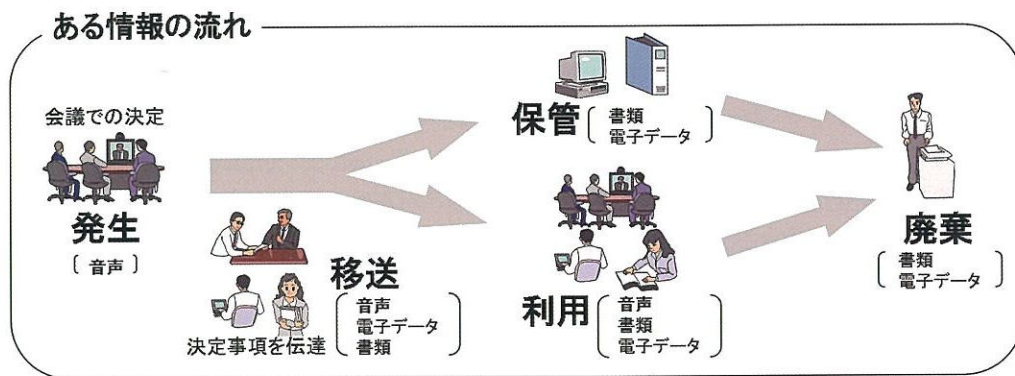 ある情報の流れ
会議での決定
発生
音声
移送
音声
電子データ
書類
決定事項を伝達
保管
書類
電子データ
利用
音声
書類
電子データ
廃棄
書類
電子データ